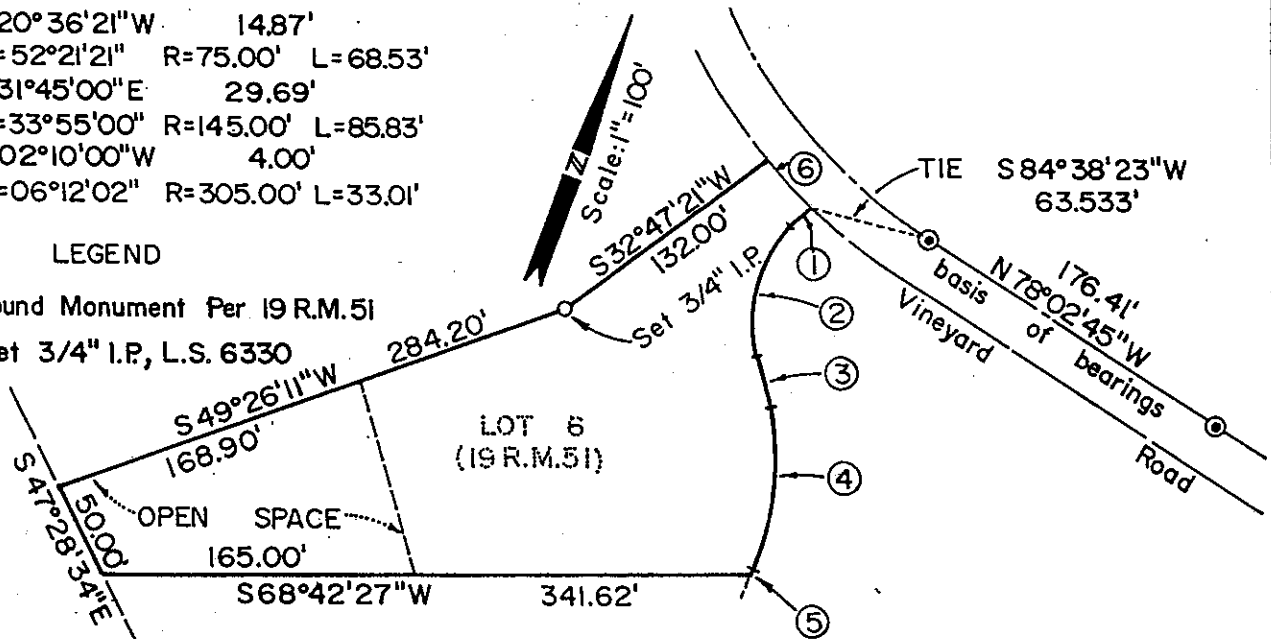 20°36'21"W 14.87'
=52°21'21" R=75.00' L=68.53'
31°45'00"E 29.69'
=33°55'00" R=145.00' L=85.83'
02°10'00"W 4.00'
=06°12'02" R=305.00' L=33.01'
LEGEND
ound Monument Per 19 R.M.51
et 3/4" I.P., L.S. 6330
N
Scale: 1"=100'
S32°47'21"W
132.00'
Set 3/4" I.P.
6
TIE S84°38'23"W
63.533'
1
2
3
4
5
176.41'
N78°02'45"W
basis of bearings
Vineyard Road
284.20'
S49°26'11"W
168.90'
LOT 6
(19 R.M.51)
S47°28'34"E
50.00'
OPEN SPACE
165.00'
S68°42'27"W 341.62'